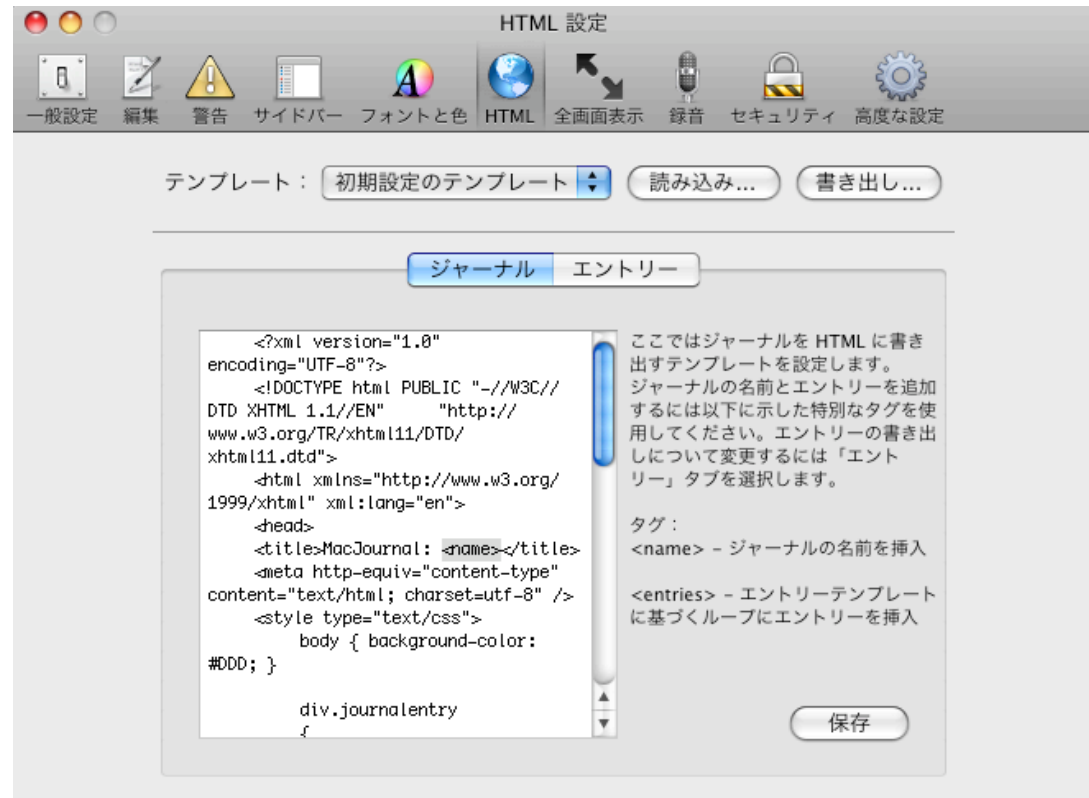 HTML 設定
一般設定 編集 警告 サイドバー フォントと色 HTML 全画面表示 録音 セキュリティ 高度な設定
テンプレート： 初期設定のテンプレート 読み込み... 書き出し...
ジャーナル エントリー
<?xml version="1.0"
encoding="UTF-8"?>
<!DOCTYPE html PUBLIC "-//W3C//
DTD XHTML 1.1//EN" "http://
www.w3.org/TR/xhtml11/DTD/
xhtml11.dtd">
<html xmlns="http://www.w3.org/
1999/xhtml" xml:lang="en">
<head>
<title>MacJournal: <name></title>
<meta http-equiv="content-type"
content="text/html; charset=utf-8" />
<style type="text/css">
body { background-color:
#DDD; }
div.journalentry
{
ここではジャーナルを HTML に書き
出すテンプレートを設定します。
ジャーナルの名前とエントリーを追加
するには以下に示した特別なタグを使
用してください。エントリーの書き出
しについて変更するには「エント
リー」タブを選択します。
タグ：
<name> – ジャーナルの名前を挿入
<entries> – エントリーテンプレート
に基づくループにエントリーを挿入
保存